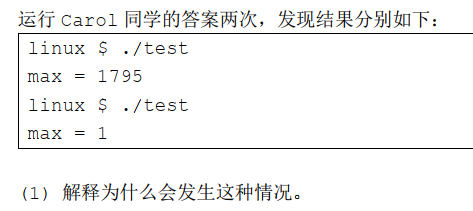 运行 Carol 同学的答案两次，发现结果分别如下：
linux $ ./test
max = 1795
linux $ ./test
max = 1
(1) 解释为什么会发生这种情况。